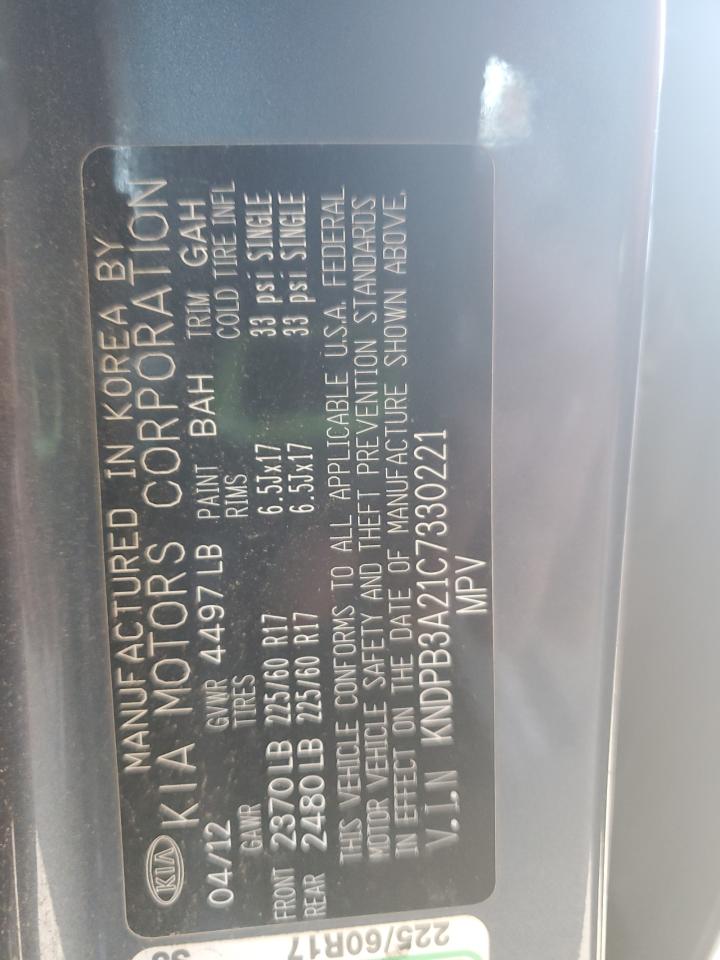 MANUFACTURED IN KOREA BY
KIA KIA MOTORS CORPORATION
04/12 GVWR 4497 LB PAINT BAH TRIM GAH
GAWR TIRES RIMS COLD TIRE INFL
FRONT 2370 LB 225/60 R17 6.5Jx17 33 psi SINGLE
REAR 2480 LB 225/60 R17 6.5Jx17 33 psi SINGLE
THIS VEHICLE CONFORMS TO ALL APPLICABLE U.S.A. FEDERAL
MOTOR VEHICLE SAFETY AND THEFT PREVENTION STANDARDS
IN EFFECT ON THE DATE OF MANUFACTURE SHOWN ABOVE.
V.I.N KNDPB3A21C7330221
MPV
225/60R17